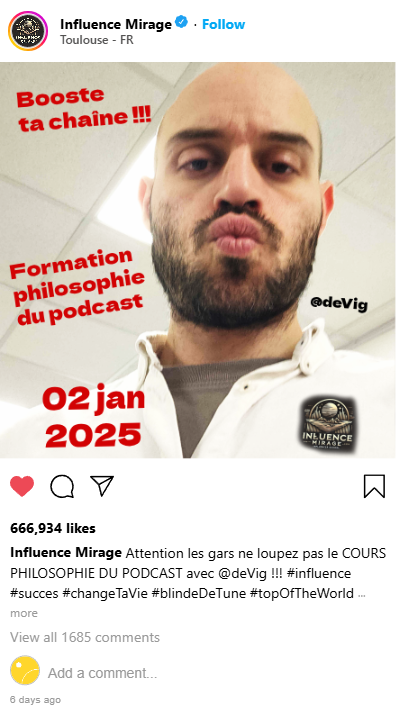 Influence Mirage · Follow
Toulouse - FR
Booste
ta chaîne !!!
Formation
philosophie
du podcast
@deVig
02 jan
2025
INFLUENCE
MIRAGE
666,934 likes
Influence Mirage Attention les gars ne loupez pas le COURS
PHILOSOPHIE DU PODCAST avec @deVig !!! #influence
#succes #changeTaVie #blindeDeTune #topOfTheWorld ...
more
View all 1685 comments
Add a comment...
6 days ago